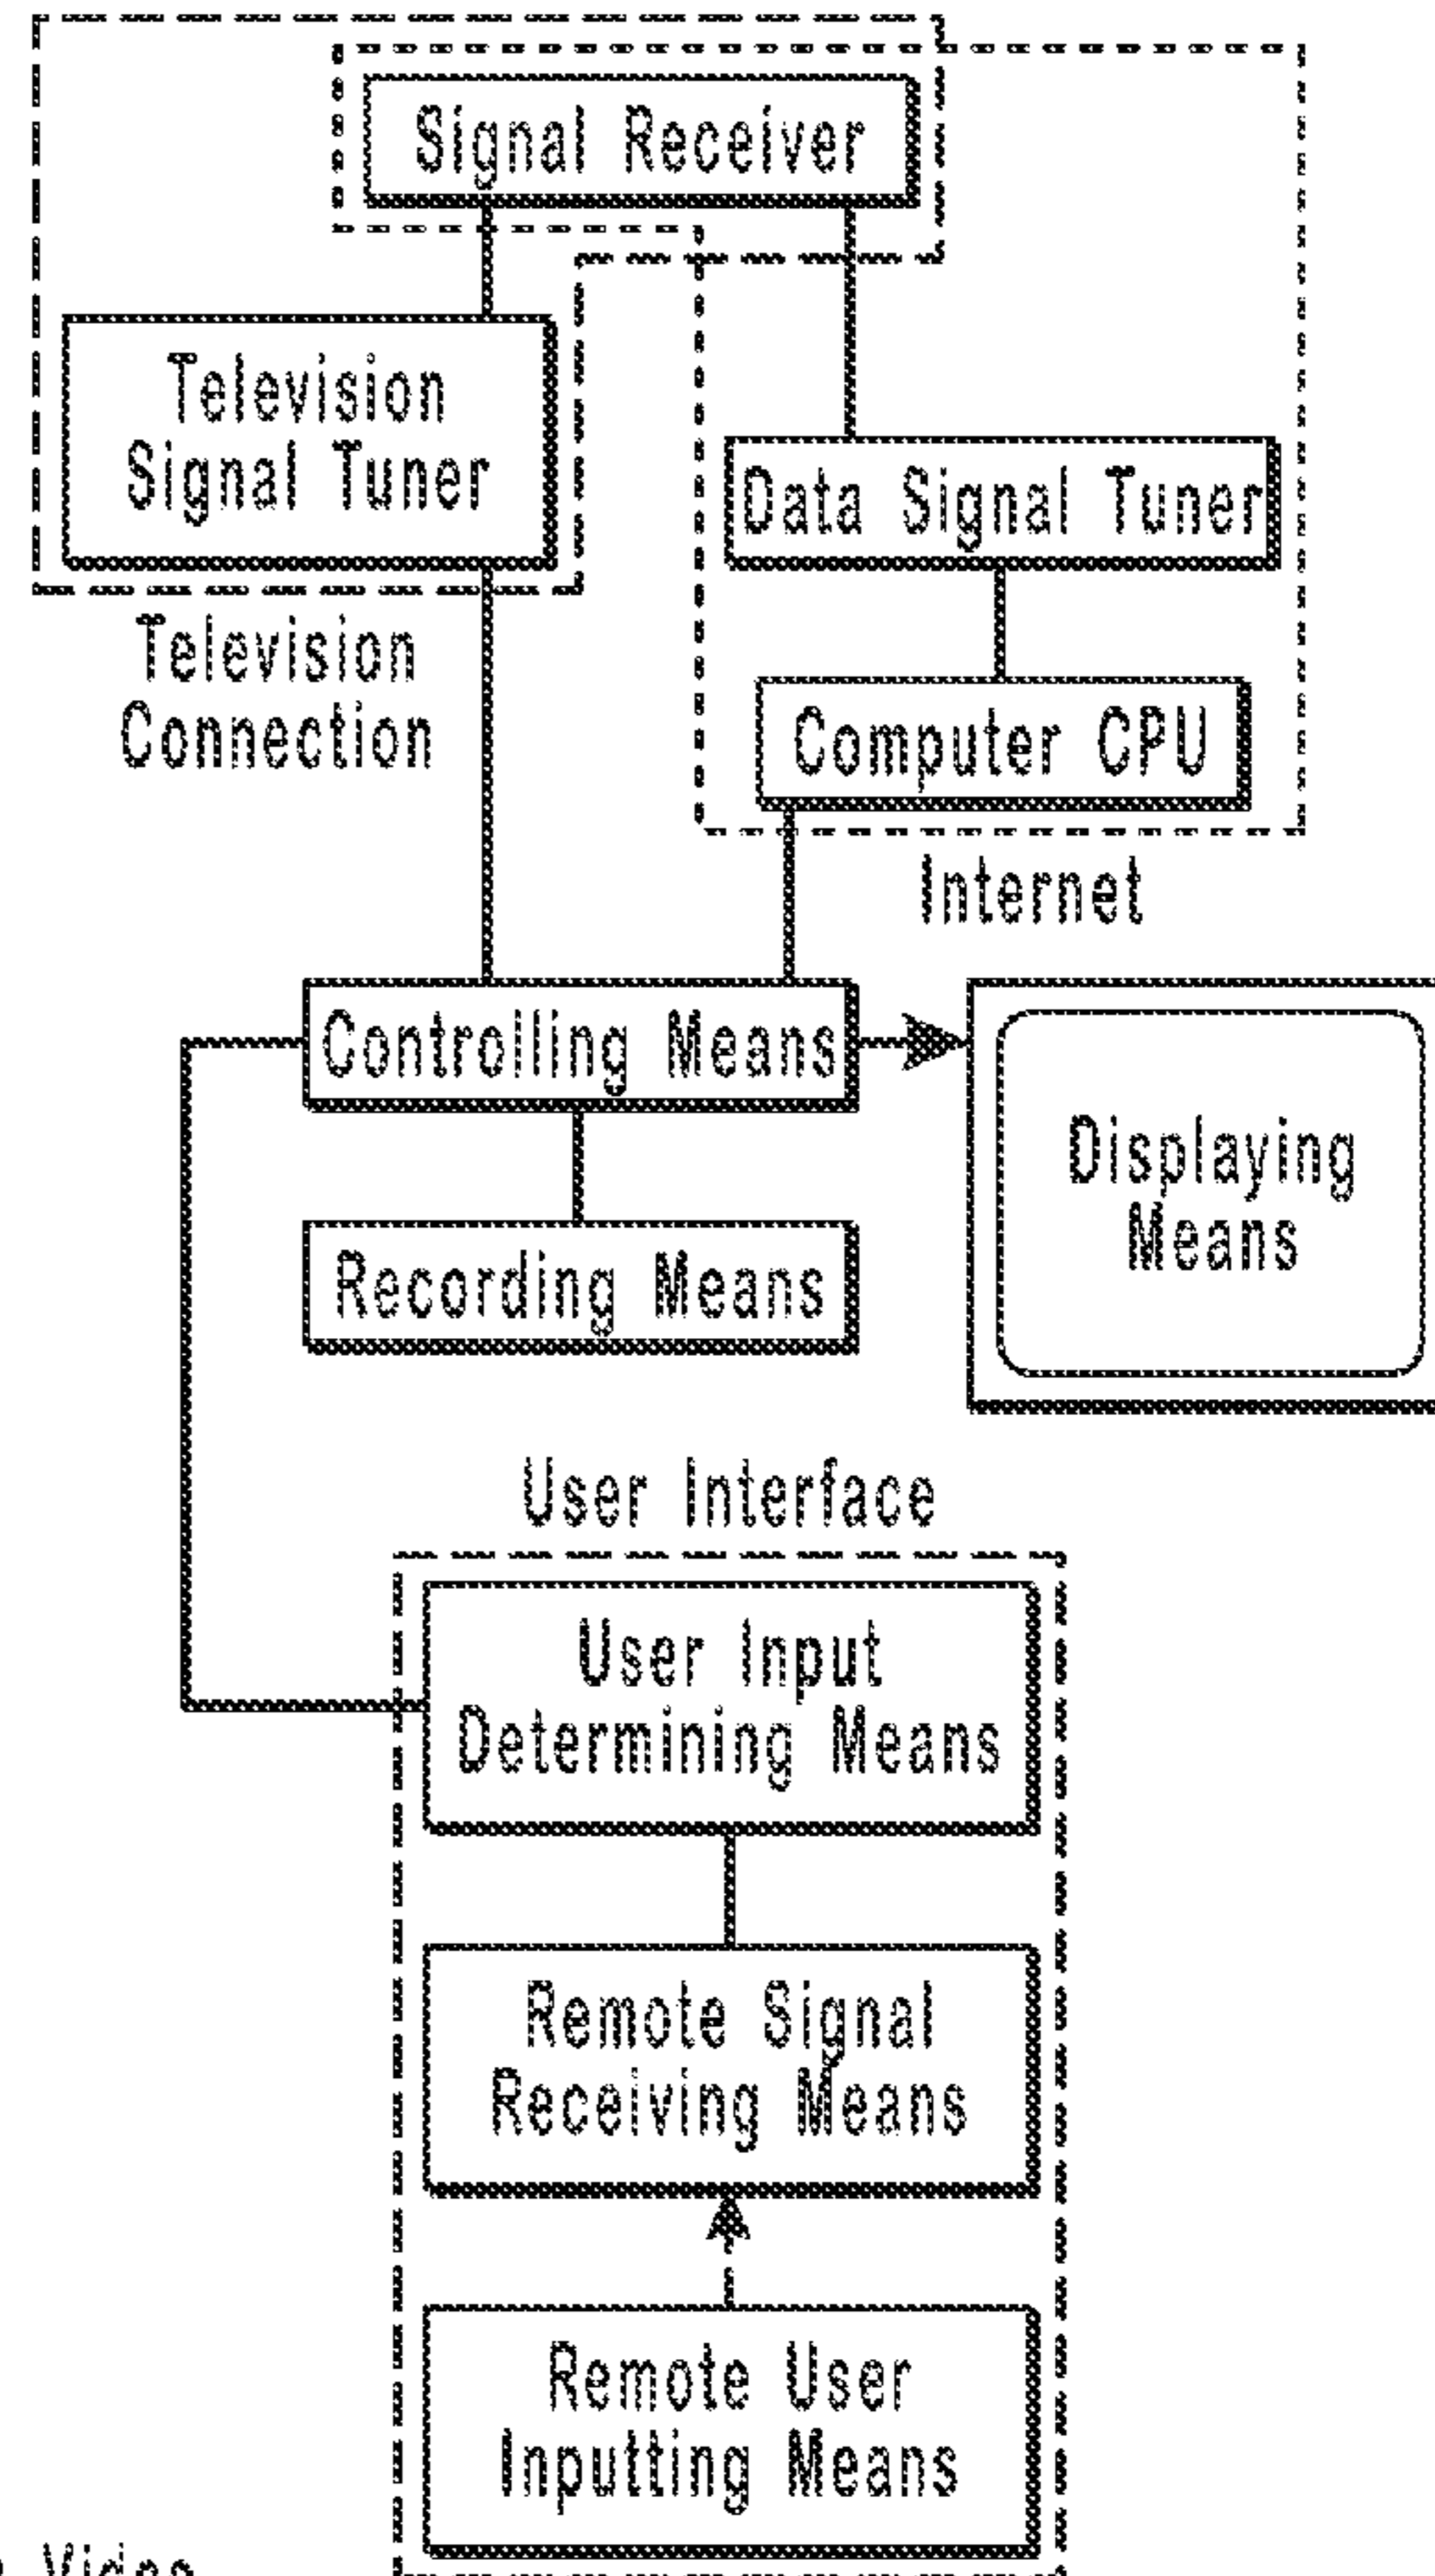 Signal Receiver
Television
Signal Tuner
Data Signal Tuner
Television
Connection
Computer CPU
Internet
Controlling Means
Displaying
Means
Recording Means
User Interface
User Input
Determining Means
Remote Signal
Receiving Means
Remote User
Inputting Means
Video